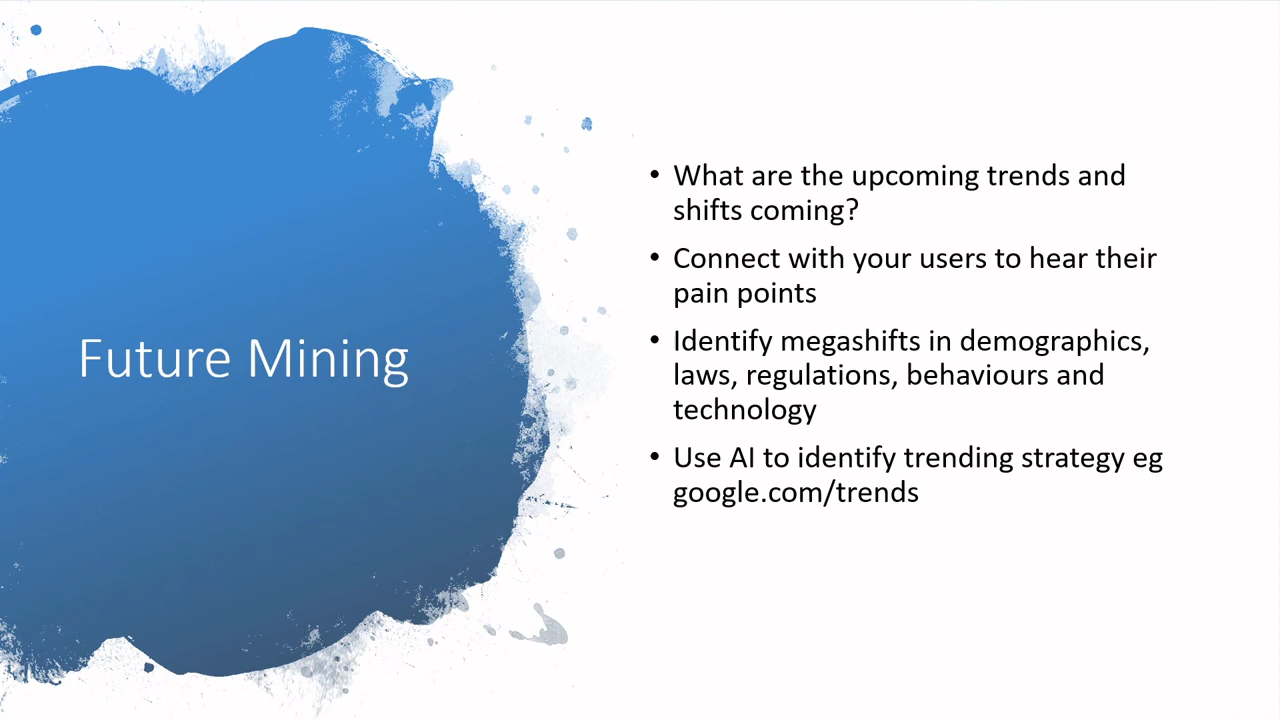 Future Mining
• What are the upcoming trends and
shifts coming?
• Connect with your users to hear their
pain points
• Identify megashifts in demographics,
laws, regulations, behaviours and
technology
• Use AI to identify trending strategy eg
google.com/trends